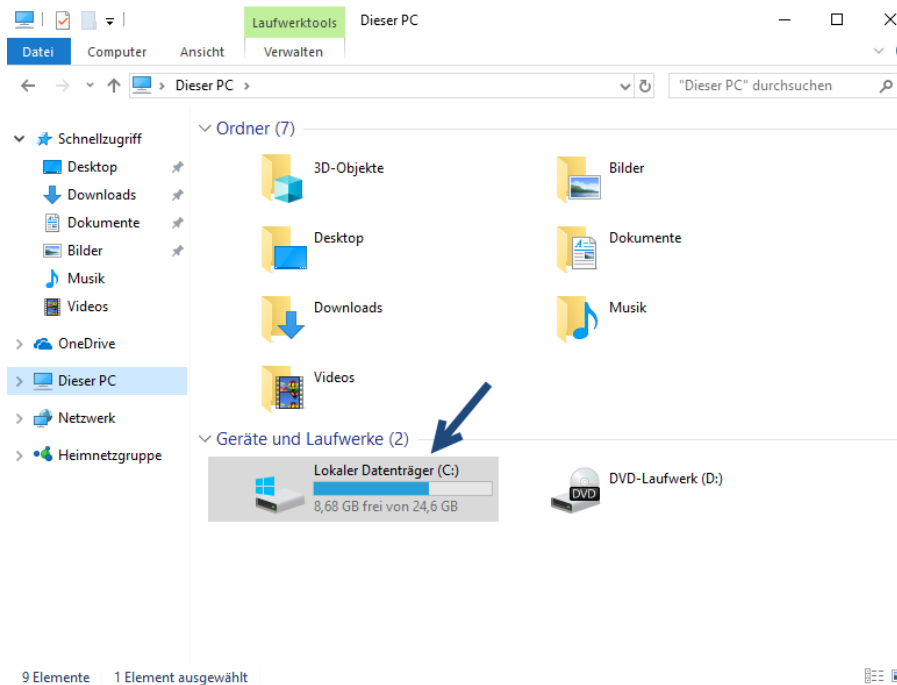 Laufwerktools Dieser PC
Datei Computer Ansicht Verwalten
Dieser PC "Dieser PC" durchsuchen
Schnellzugriff
Desktop
Downloads
Dokumente
Bilder
Musik
Videos
OneDrive
Dieser PC
Netzwerk
Heimnetzgruppe
Ordner (7)
3D-Objekte Bilder
Desktop Dokumente
Downloads Musik
Videos
Geräte und Laufwerke (2)
Lokaler Datenträger (C:) DVD-Laufwerk (D:)
8,68 GB frei von 24,6 GB
DVD
9 Elemente 1 Element ausgewählt